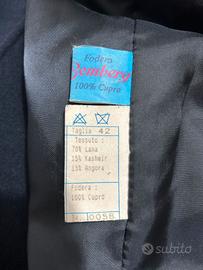 Fodera
Bemberg
100% Cupro
Taglia 42
Tessuto :
70% Lana
15% Kashmir
15% Angora
Fodera :
100% Cupro
10058
subito